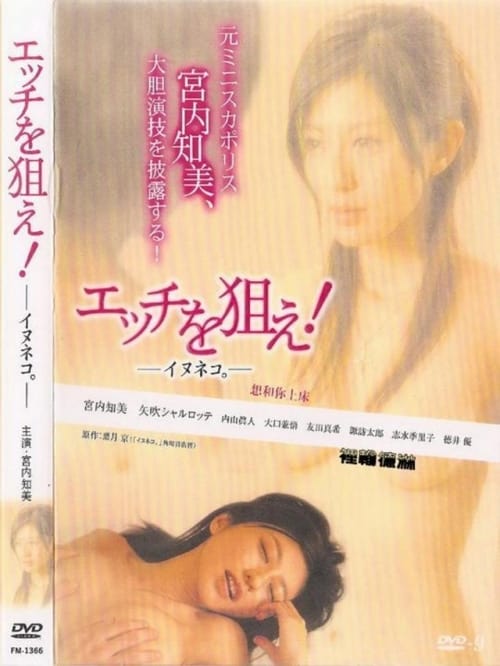 エッチを狙え！
―イヌネコ。―
主演・宮内知美
DVD
FM-1366
元ミニスカポリス
宮内知美、
大胆演技を披露する！
エッチを狙え！
―イヌネコ。―
想和你上床
宮内知美 矢吹シャルロッテ 内山眞人 大口兼悟 友田真希 諏訪太郎 志水季里子 徳井 優
DVD-9